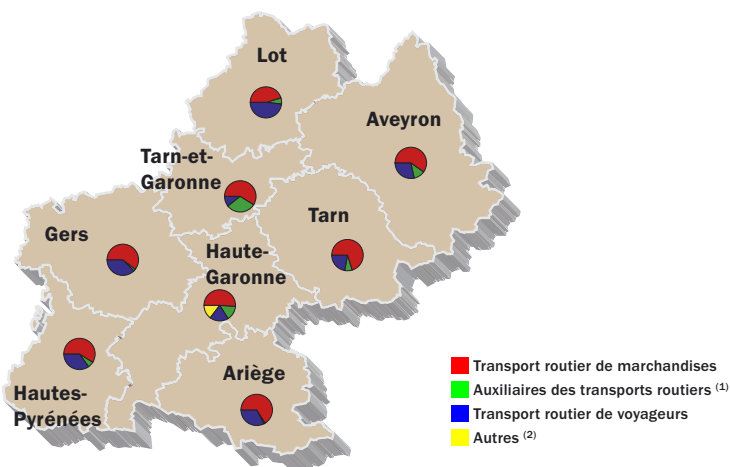 Lot
Aveyron
Tarn-et-
Garonne
Tarn
Gers
Haute-
Garonne
Ariège
Hautes-
Pyrénées
Transport routier de marchandises
Auxiliaires des transports routiers (1)
Transport routier de voyageurs
Autres (2)